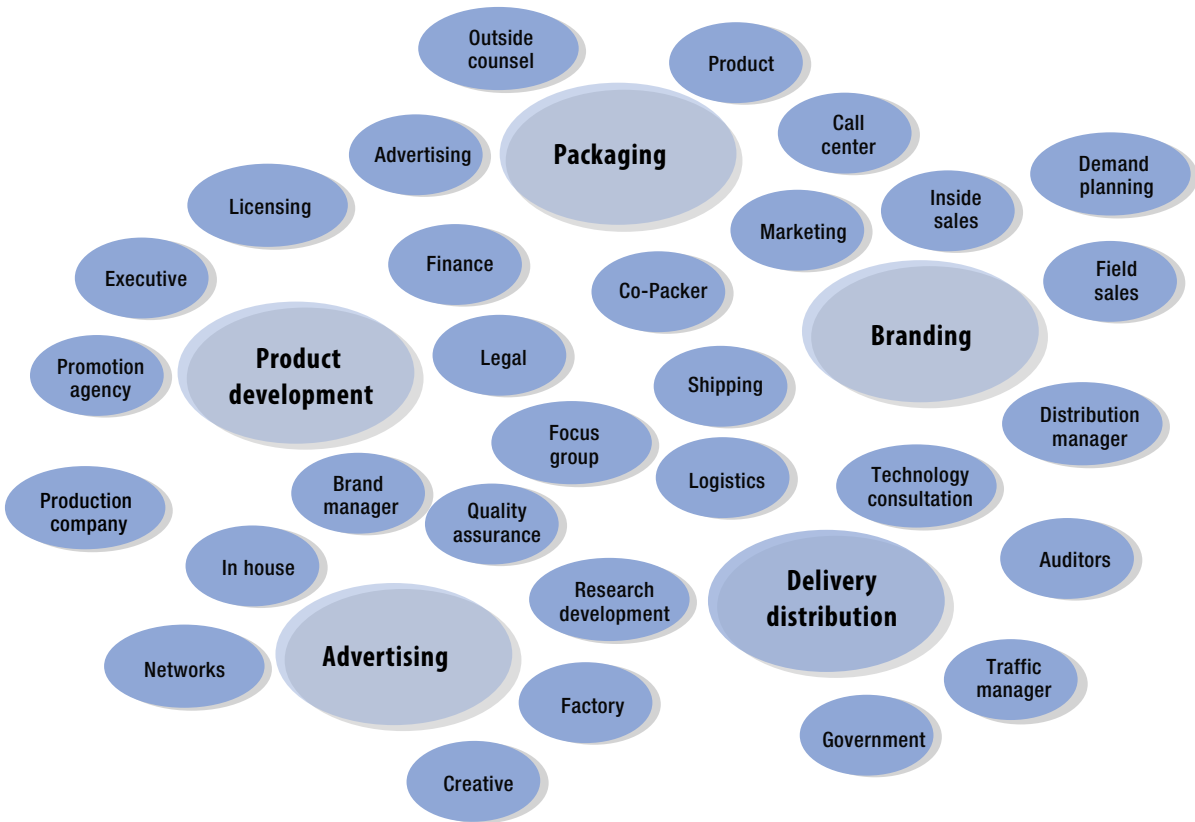 Outside
counsel
Product
Call
center
Advertising
Packaging
Demand
planning
Licensing
Inside
sales
Marketing
Executive
Finance
Co-Packer
Field
sales
Promotion
agency
Product
development
Legal
Branding
Shipping
Distribution
manager
Focus
group
Production
company
Brand
manager
Quality
assurance
Logistics
Technology
consultation
In house
Research
development
Delivery
distribution
Auditors
Networks
Advertising
Factory
Traffic
manager
Government
Creative